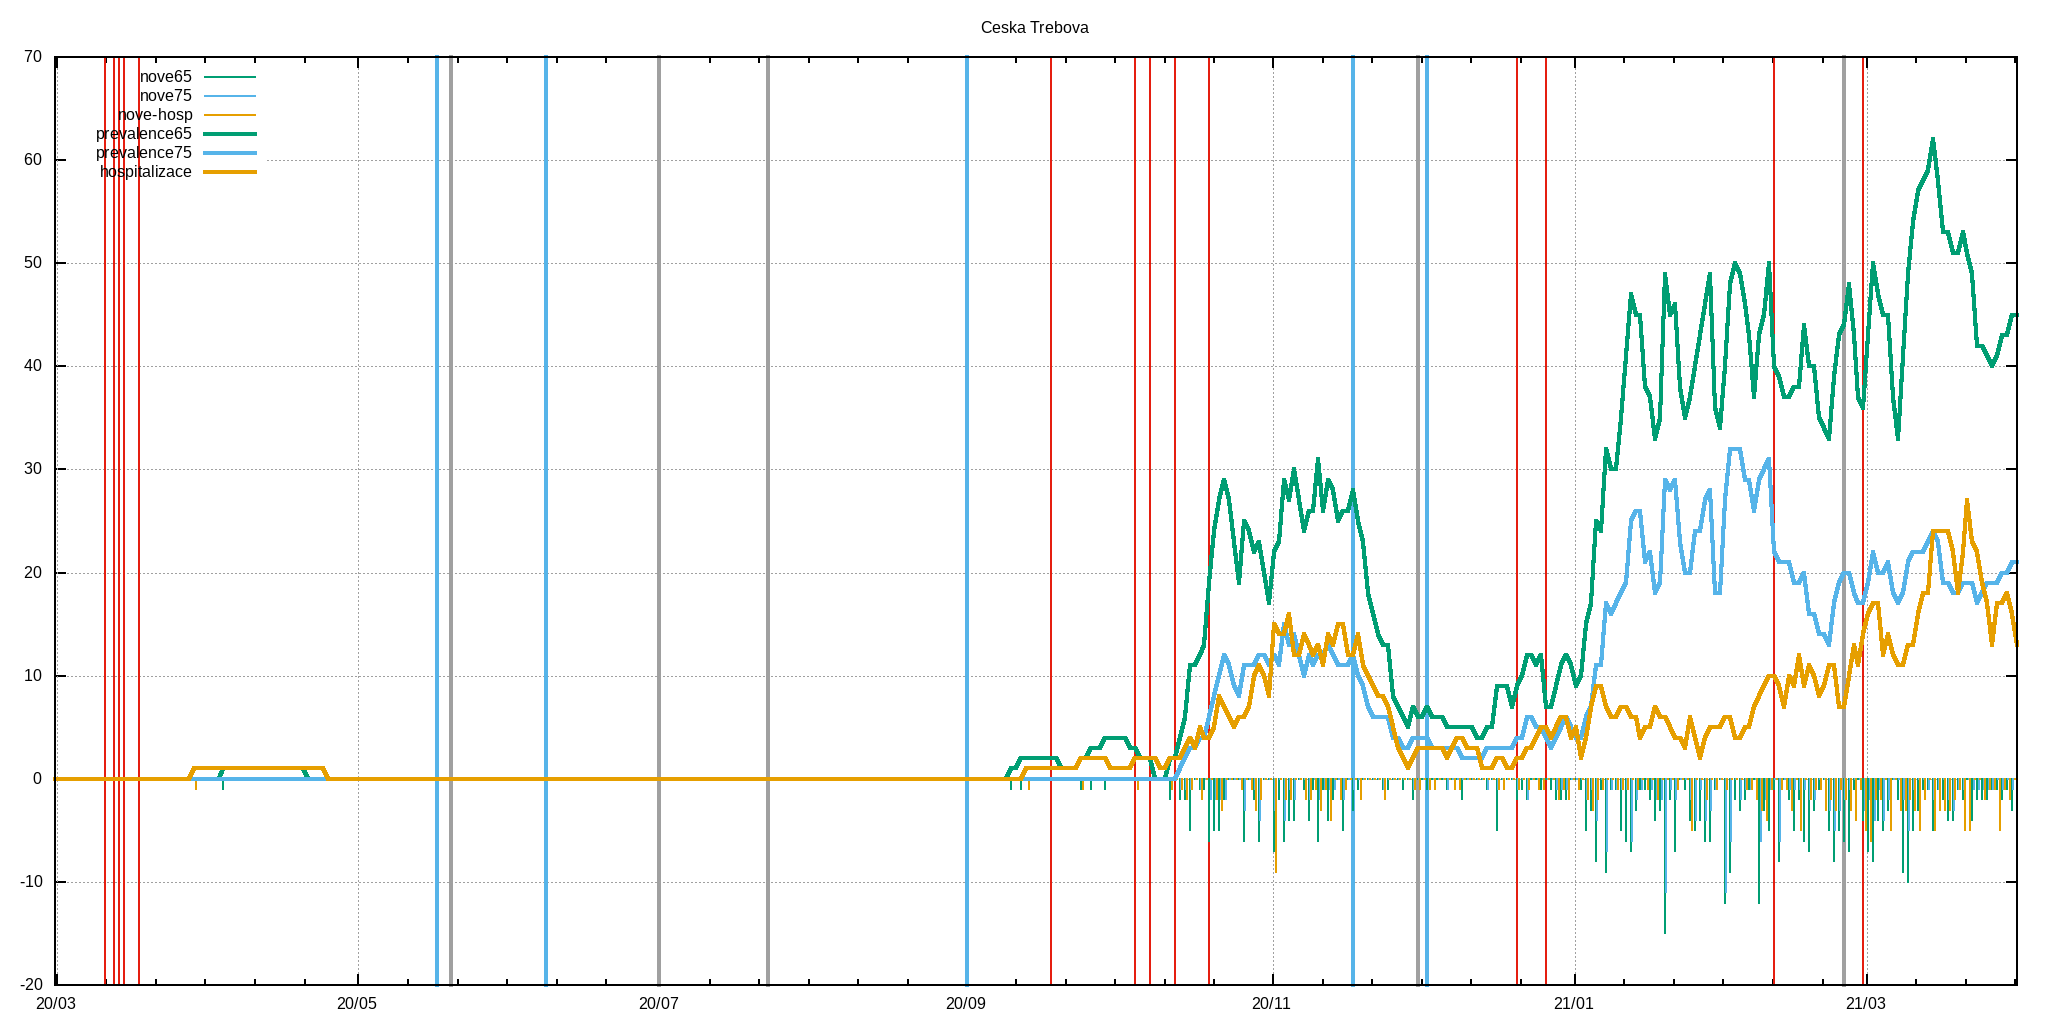 Ceska Trebova
70
60
50
40
30
20
10
0
-10
-20
nove65
nove75
nove-hosp
prevalence65
prevalence75
hospitalizace
20/03 20/05 20/07 20/09 20/11 21/01 21/03